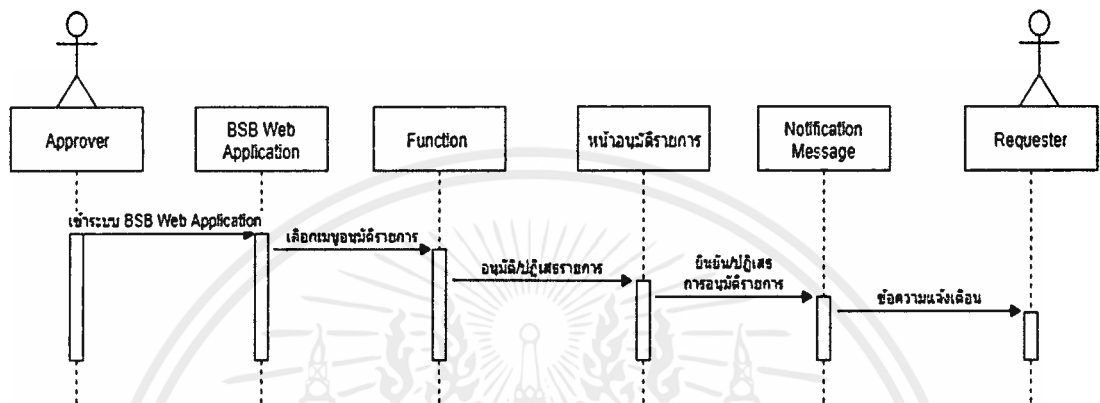 Approver
BSB Web
Application
Function
หน้าอนุมัติรายการ
Notification
Message
Requester
เข้าระบบ BSB Web Application
เลือกเมนูอนุมัติรายการ
อนุมัติ/ปฏิเสธรายการ
ยืนยัน/ปฏิเสธ
การอนุมัติรายการ
ข้อความแจ้งเตือน